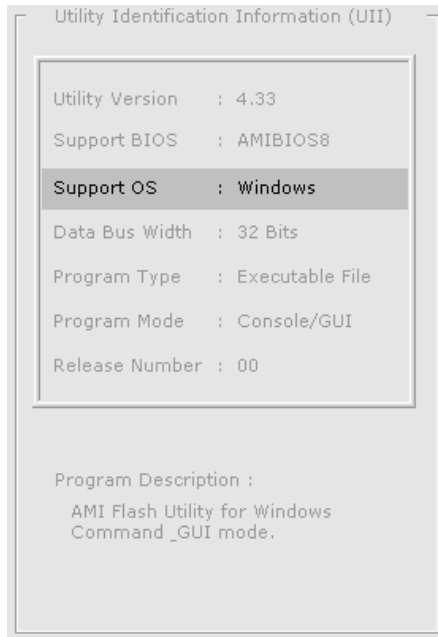 Utility Identification Information (UII)
Utility Version : 4.33
Support BIOS : AMIBIOS8
Support OS : Windows
Data Bus Width : 32 Bits
Program Type : Executable File
Program Mode : Console/GUI
Release Number : 00
Program Description :
AMI Flash Utility for Windows
Command _GUI mode.